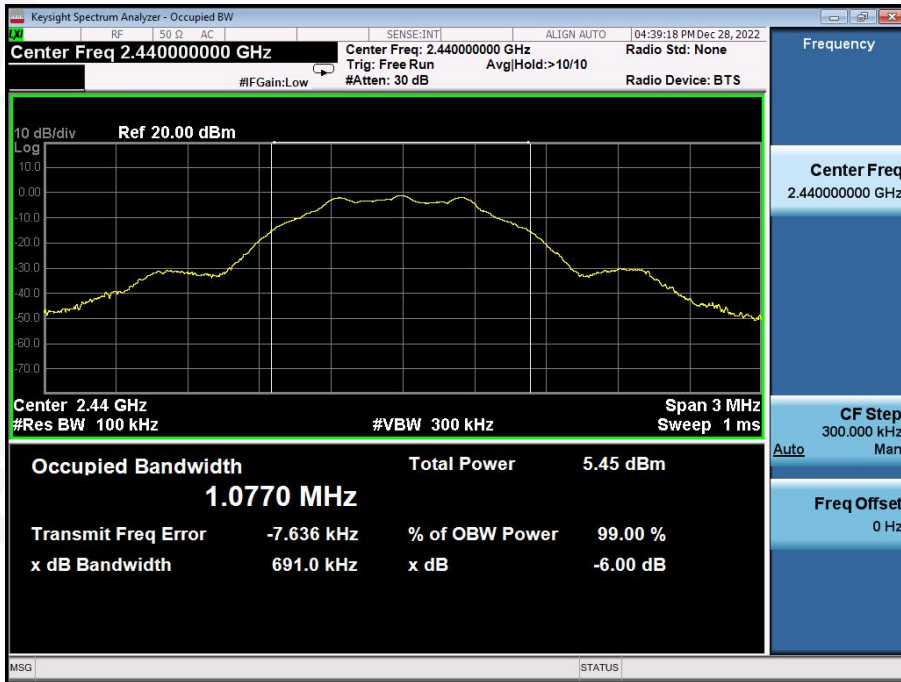 Keysight Spectrum Analyzer - Occupied BW
LXI
RF 50 Ω AC SENSE:INT ALIGN AUTO 04:39:18 PM Dec 28, 2022
Center Freq 2.440000000 GHz
Center Freq: 2.440000000 GHz Radio Std: None
Trig: Free Run Avg|Hold:>10/10
#IFGain:Low #Atten: 30 dB Radio Device: BTS
10 dB/div Ref 20.00 dBm
Log
10.0
0.00
-10.0
-20.0
-30.0
-40.0
-50.0
-60.0
-70.0
Center 2.44 GHz Span 3 MHz
#Res BW 100 kHz #VBW 300 kHz Sweep 1 ms
Occupied Bandwidth Total Power 5.45 dBm
1.0770 MHz
Transmit Freq Error -7.636 kHz % of OBW Power 99.00 %
x dB Bandwidth 691.0 kHz x dB -6.00 dB
MSG STATUS
Frequency
Center Freq
2.440000000 GHz
CF Step
300.000 kHz
Auto Man
Freq Offset
0 Hz